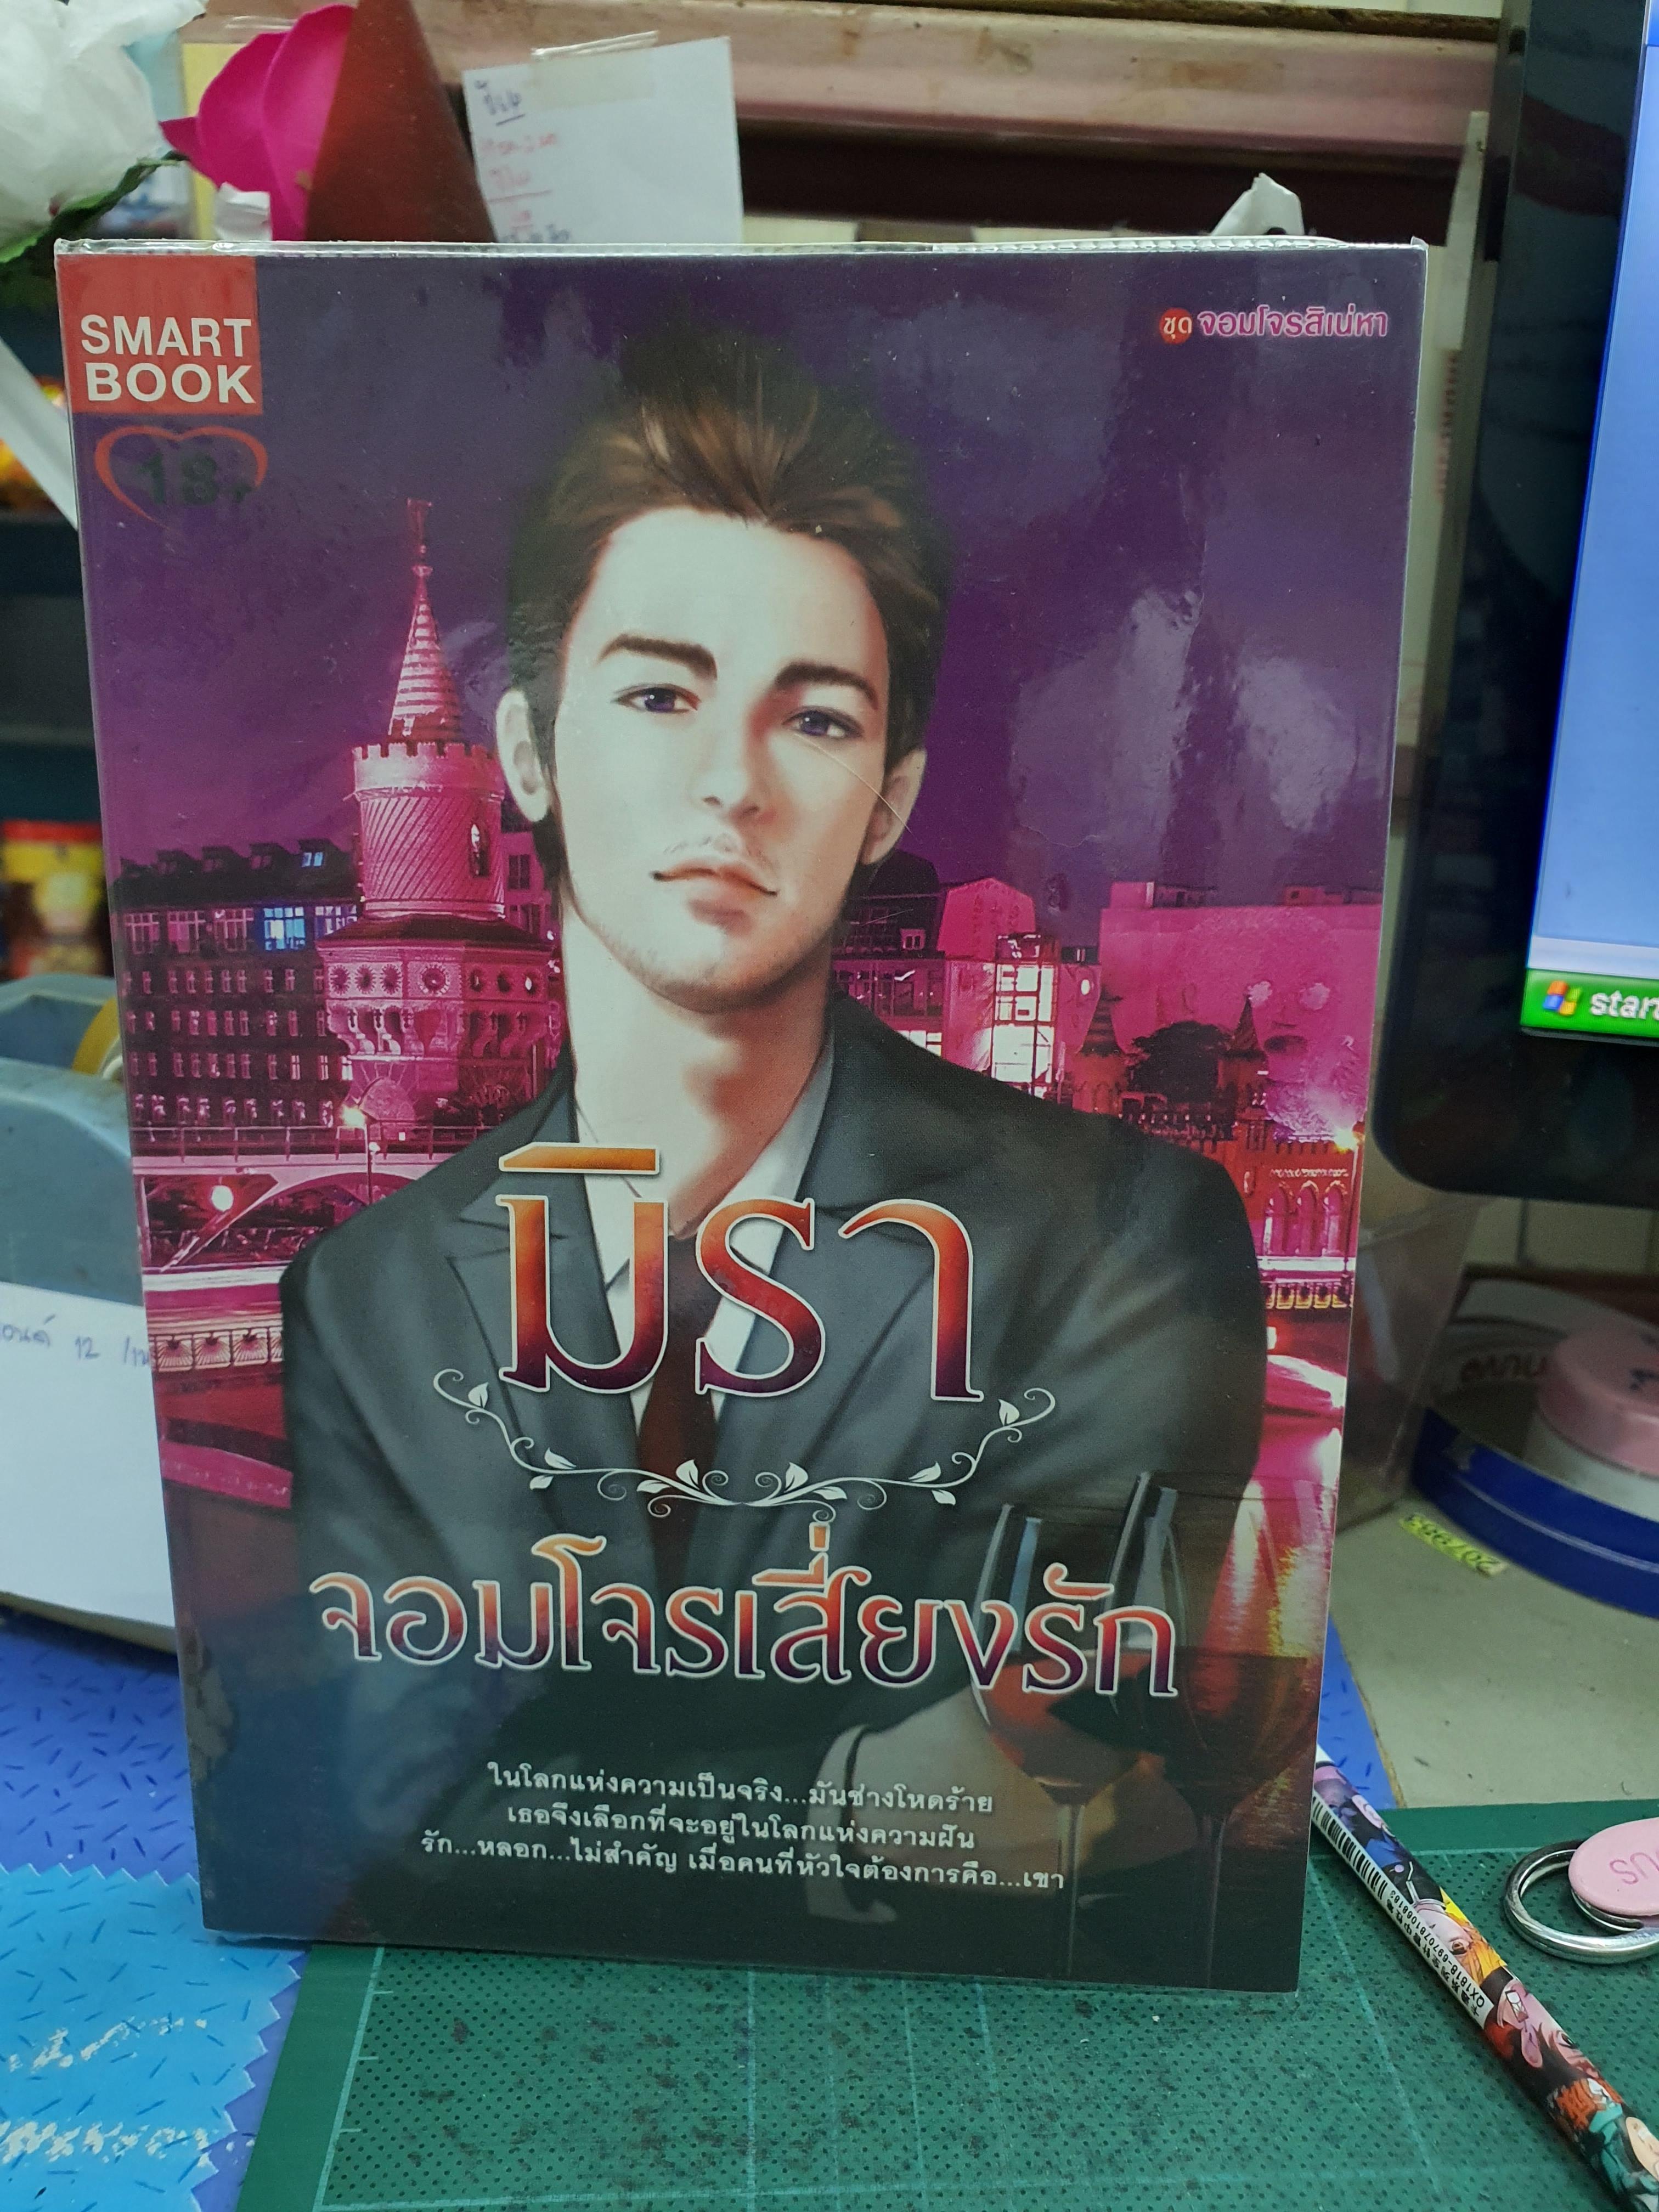 SMART
BOOK
18+
ชุด จอมโจรสิเน่หา
มิรา
จอมโจรเสี่ยงรัก
ในโลกแห่งความเป็นจริง...มันช่างโหดร้าย
เธอจึงเลือกที่จะอยู่ในโลกแห่งความฝัน
รัก...หลอก...ไม่สำคัญ เมื่อคนที่หัวใจต้องการคือ...เขา
start
12